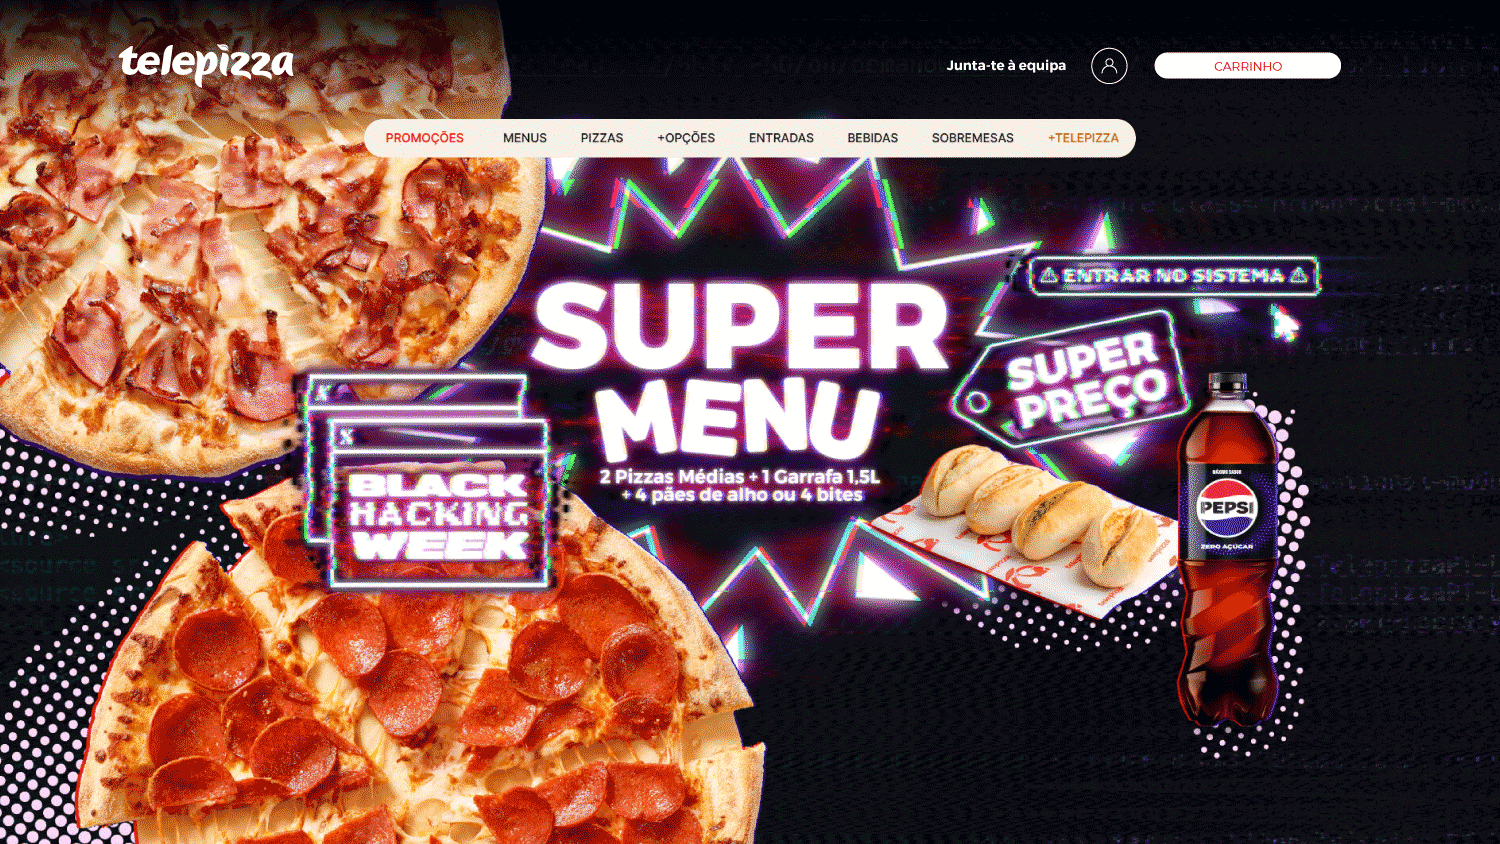 telepizza
Junta-te à equipa
CARRINHO
PROMOÇÕES MENUS PIZZAS +OPÇÕES ENTRADAS BEBIDAS SOBREMESAS +TELEPIZZA
⚠ ENTRAR NO SISTEMA ⚠
SUPER
MENU
2 Pizzas Médias + 1 Garrafa 1,5L
+ 4 pães de alho ou 4 bites
SUPER
PREÇO
X
X
BLACK
HACKING
WEEK
MÁXIMO SABOR
PEPSI
ZERO AÇÚCAR